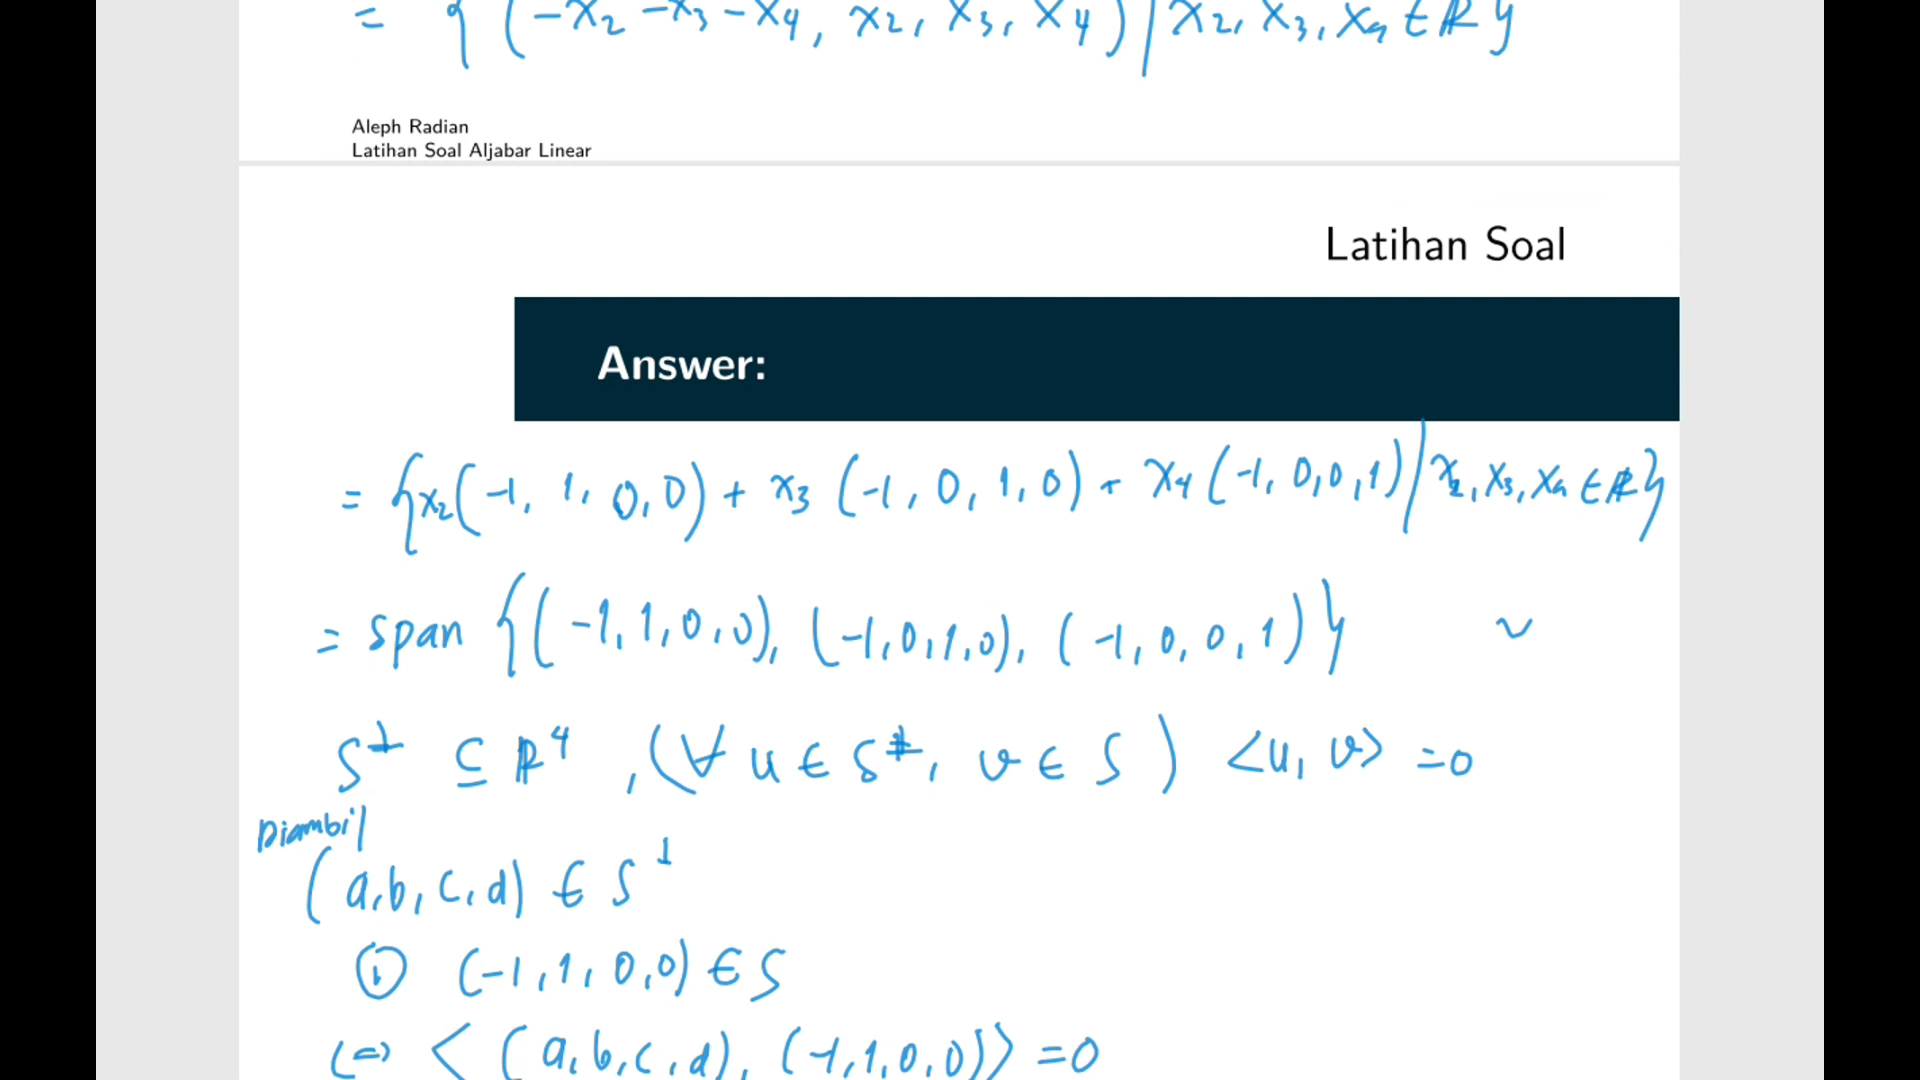 = { (-x₂ -x₃ -x₄, x₂, x₃, x₄) | x₂, x₃, x₄ ∈ ℝ }
Aleph Radian
Latihan Soal Aljabar Linear
Latihan Soal
Answer:
= { x₂(-1, 1, 0, 0) + x₃ (-1, 0, 1, 0) + x₄ (-1, 0, 0, 1) | x₂, x₃, x₄ ∈ ℝ }
= span { (-1, 1, 0, 0), (-1, 0, 1, 0), (-1, 0, 0, 1) }
S⊥ ⊆ ℝ⁴, (∀ u ∈ S⊥, v ∈ S) <u, v> = 0
Diambil
(a, b, c, d) ∈ S⊥
① (-1, 1, 0, 0) ∈ S
(=) < (a, b, c, d), (-1, 1, 0, 0) > = 0